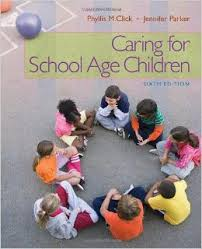 Phyllis M. Click • Jennifer Parker
Caring for
School Age Children
SIXTH EDITION